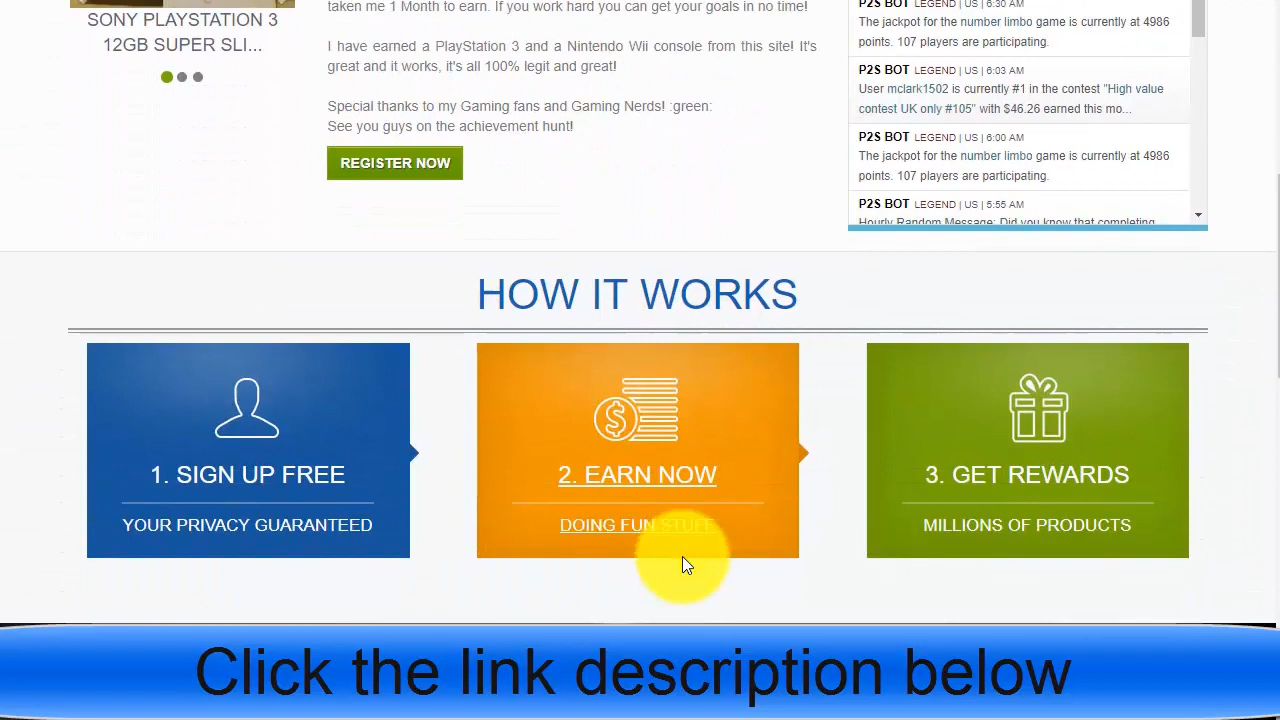 SONY PLAYSTATION 3
12GB SUPER SLI...
taken me 1 Month to earn. If you work hard you can get your goals in no time!
I have earned a PlayStation 3 and a Nintendo Wii console from this site! It's
great and it works, it's all 100% legit and great!
Special thanks to my Gaming fans and Gaming Nerds! :green:
See you guys on the achievement hunt!
REGISTER NOW
P2S BOT LEGEND | US | 6:30 AM
The jackpot for the number limbo game is currently at 4986
points. 107 players are participating.
P2S BOT LEGEND | US | 6:03 AM
User mclark1502 is currently #1 in the contest "High value
contest UK only #105" with $46.26 earned this mo...
P2S BOT LEGEND | US | 6:00 AM
The jackpot for the number limbo game is currently at 4986
points. 107 players are participating.
P2S BOT LEGEND | US | 5:55 AM
Hourly Random Message: Did you know that completing
HOW IT WORKS
1. SIGN UP FREE
YOUR PRIVACY GUARANTEED
2. EARN NOW
DOING FUN STUFF
3. GET REWARDS
MILLIONS OF PRODUCTS
Click the link description below